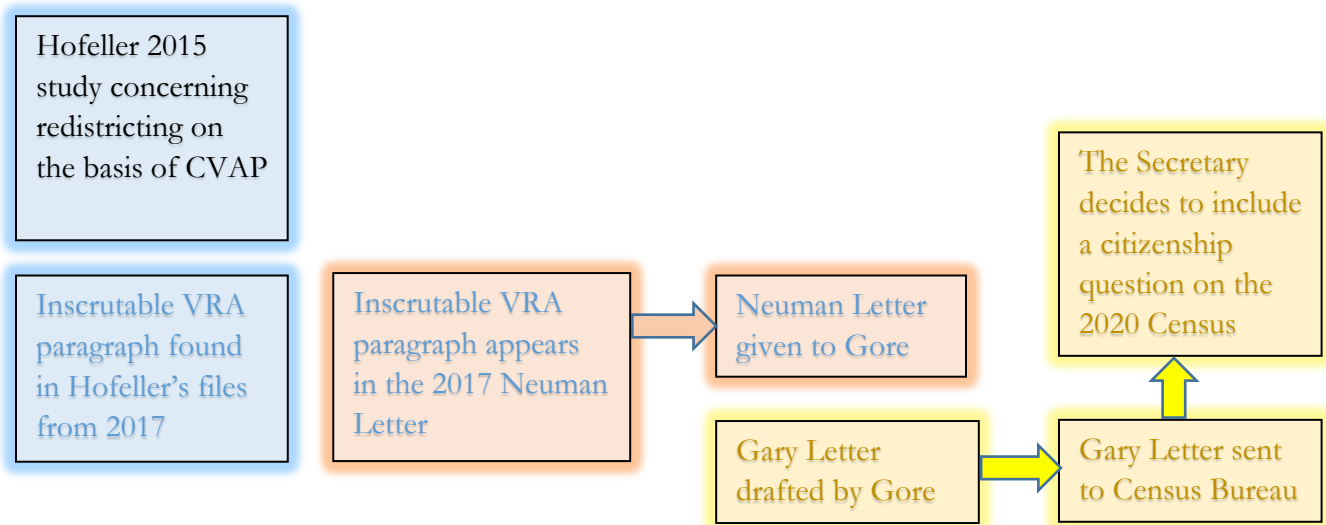 Hofeller 2015
study concerning
redistricting on
the basis of CVAP
Inscrutable VRA
paragraph found
in Hofeller's files
from 2017
Inscrutable VRA
paragraph appears
in the 2017 Neuman
Letter
Neuman Letter
given to Gore
Gary Letter
drafted by Gore
Gary Letter sent
to Census Bureau
The Secretary
decides to include
a citizenship
question on the
2020 Census